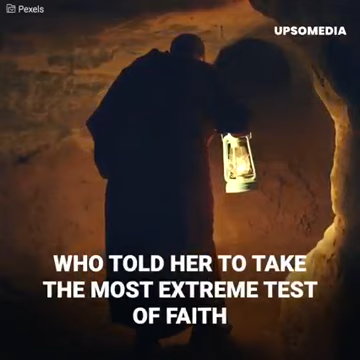 Pexels
UPSOMEDIA
WHO TOLD HER TO TAKE
THE MOST EXTREME TEST
OF FAITH